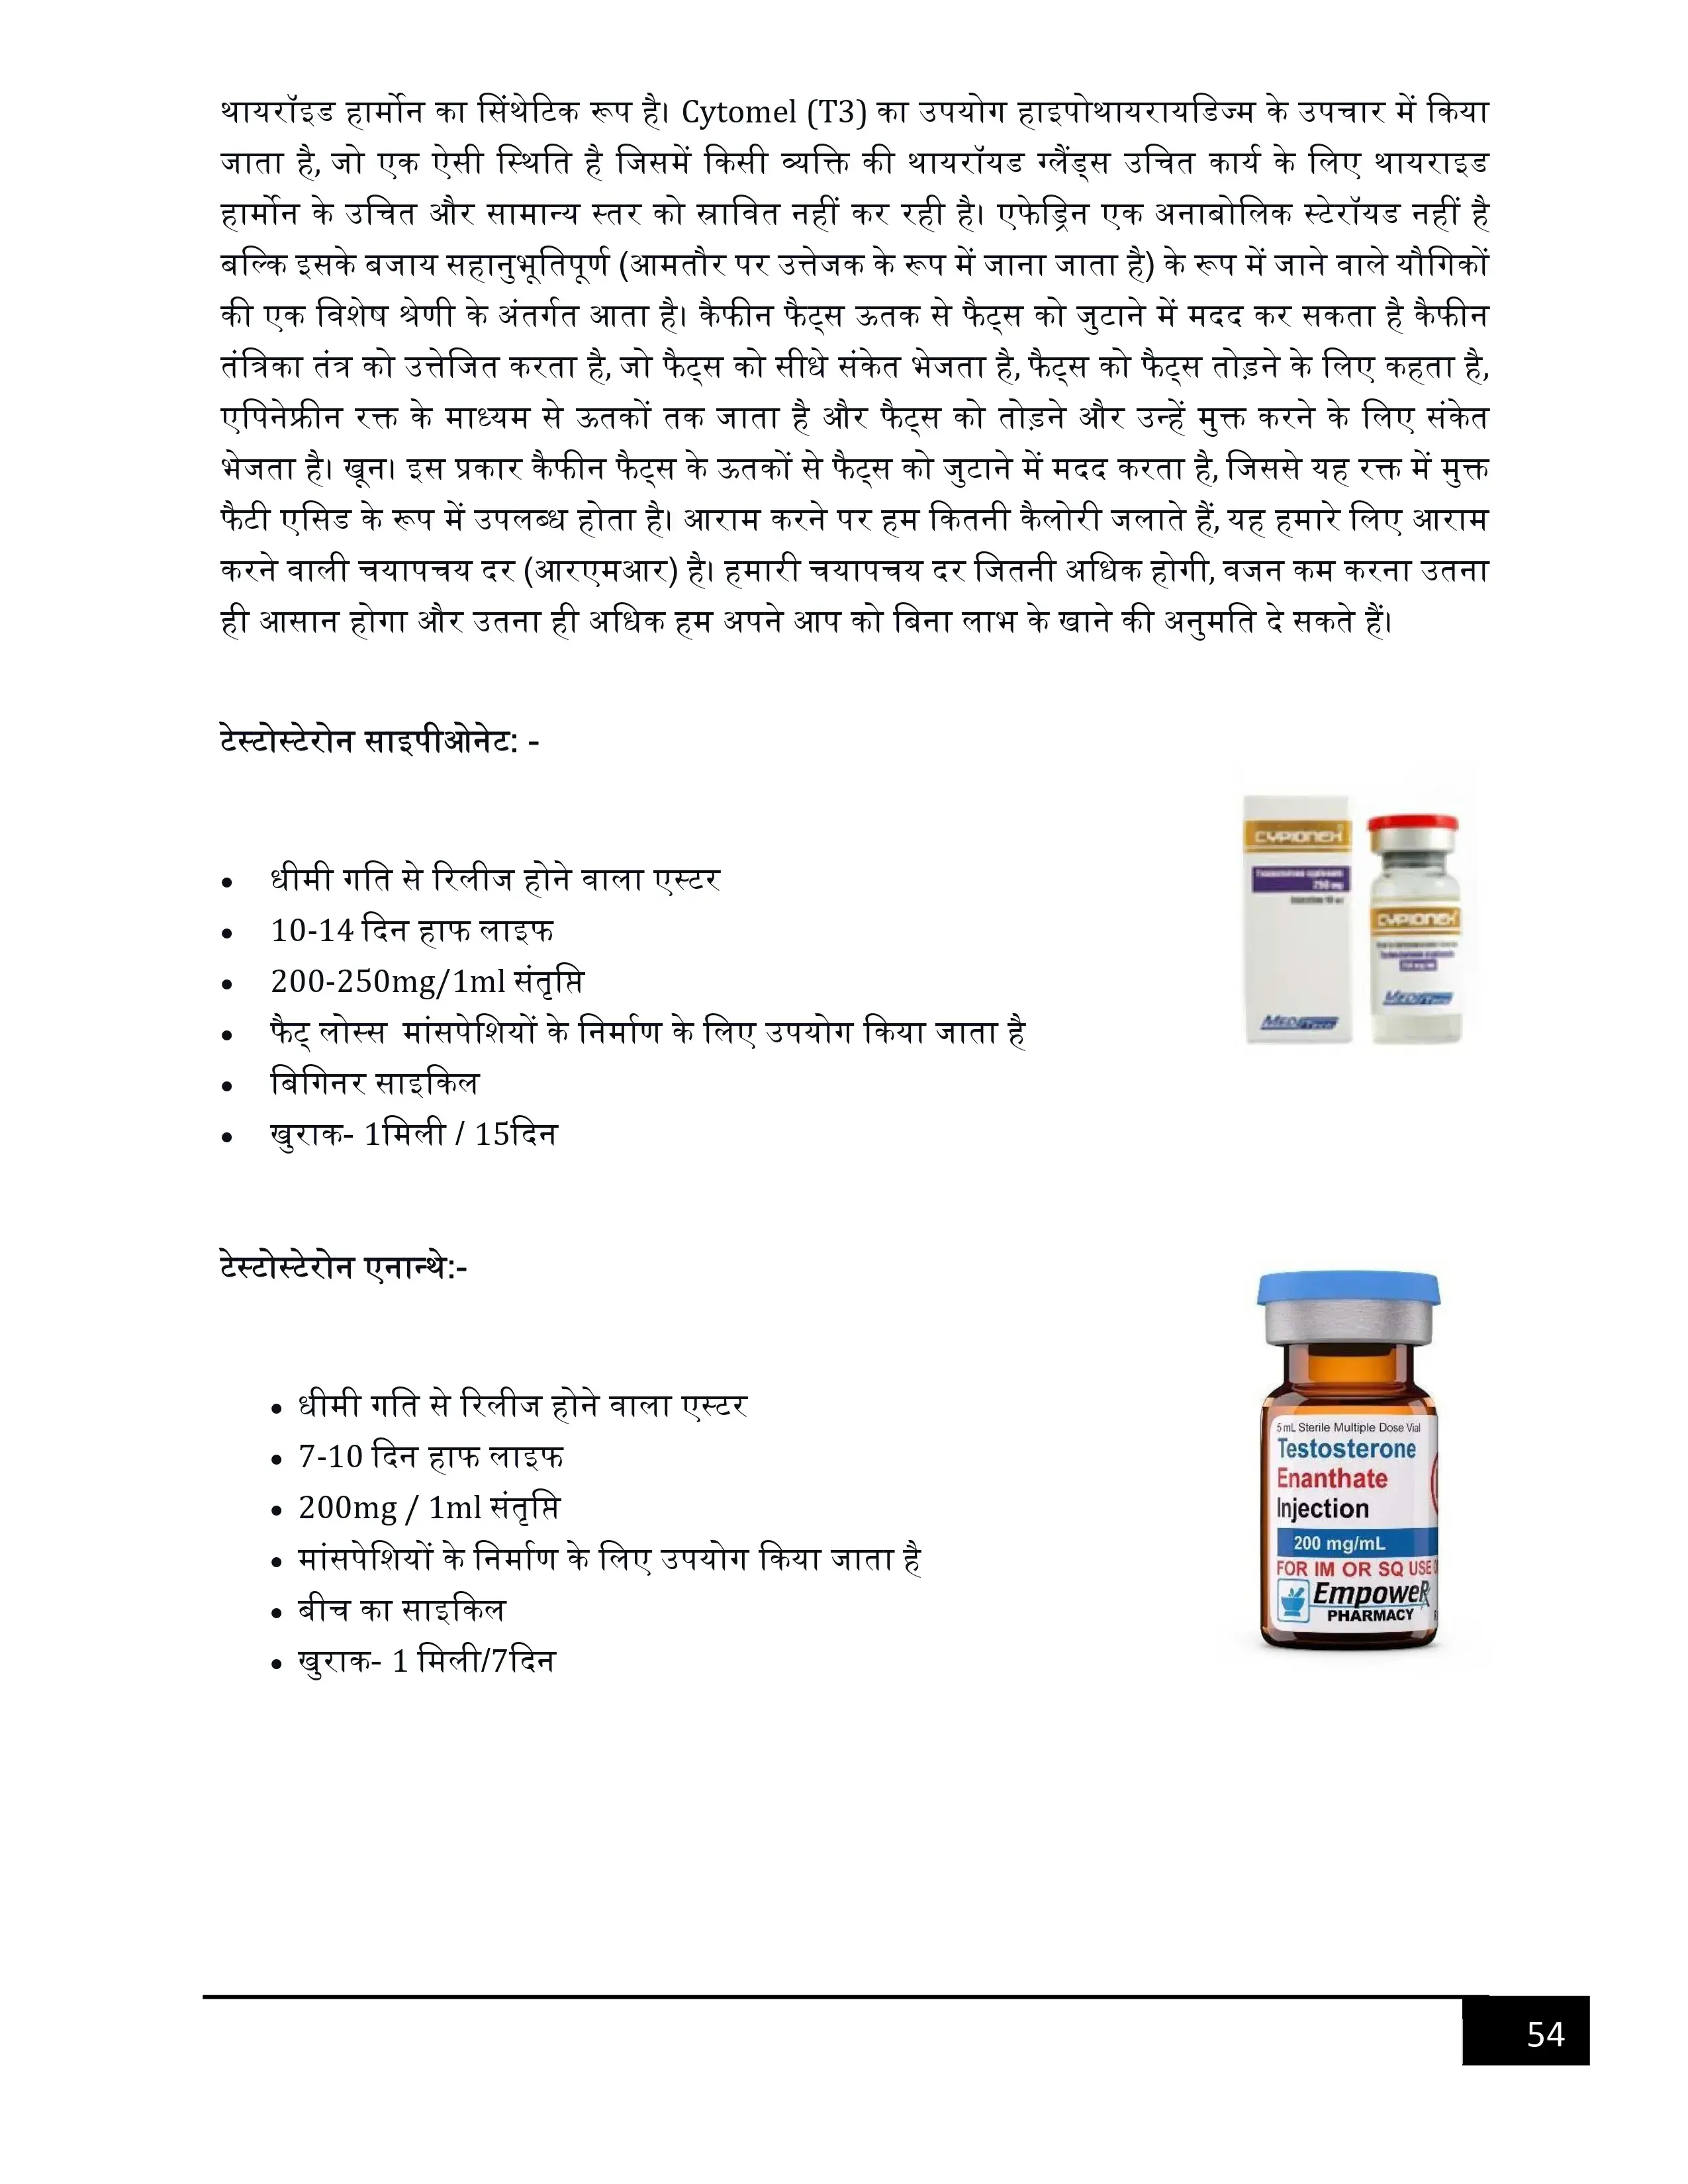 थायरॉइड हार्मोन का सिंथेटिक रूप है। Cytomel (T3) का उपयोग हाइपोथायरायडिज्म के उपचार में किया
जाता है, जो एक ऐसी स्थिति है जिसमें किसी व्यक्ति की थायरॉयड ग्लैंड्स उचित कार्य के लिए थायराइड
हार्मोन के उचित और सामान्य स्तर को स्रावित नहीं कर रही है। एफेड्रिन एक अनाबोलिक स्टेरॉयड नहीं है
बल्कि इसके बजाय सहानुभूतिपूर्ण (आमतौर पर उत्तेजक के रूप में जाना जाता है) के रूप में जाने वाले यौगिकों
की एक विशेष श्रेणी के अंतर्गत आता है। कैफीन फैट्स ऊतक से फैट्स को जुटाने में मदद कर सकता है कैफीन
तंत्रिका तंत्र को उत्तेजित करता है, जो फैट्स को सीधे संकेत भेजता है, फैट्स को फैट्स तोड़ने के लिए कहता है,
एपिनेफ्रीन रक्त के माध्यम से ऊतकों तक जाता है और फैट्स को तोड़ने और उन्हें मुक्त करने के लिए संकेत
भेजता है। खून। इस प्रकार कैफीन फैट्स के ऊतकों से फैट्स को जुटाने में मदद करता है, जिससे यह रक्त में मुक्त
फैटी एसिड के रूप में उपलब्ध होता है। आराम करने पर हम कितनी कैलोरी जलाते हैं, यह हमारे लिए आराम
करने वाली चयापचय दर (आरएमआर) है। हमारी चयापचय दर जितनी अधिक होगी, वजन कम करना उतना
ही आसान होगा और उतना ही अधिक हम अपने आप को बिना लाभ के खाने की अनुमति दे सकते हैं।
टेस्टोस्टेरोन साइपीओनेट: -
• धीमी गति से रिलीज होने वाला एस्टर
• 10-14 दिन हाफ लाइफ
• 200-250mg/1ml संतृप्ति
• फैट् लोस्स मांसपेशियों के निर्माण के लिए उपयोग किया जाता है
• बिगिनर साइकिल
• खुराक- 1मिली / 15दिन
CYPIONEX
250 mg
MEDITECH
CYPIONEX
MEDITECH
टेस्टोस्टेरोन एनान्थे:-
• धीमी गति से रिलीज होने वाला एस्टर
• 7-10 दिन हाफ लाइफ
• 200mg / 1ml संतृप्ति
• मांसपेशियों के निर्माण के लिए उपयोग किया जाता है
• बीच का साइकिल
• खुराक- 1 मिली/7दिन
5 mL Sterile Multiple Dose Vial
Testosterone
Enanthate
Injection
200 mg/mL
FOR IM OR SQ USE
EmpoweR
PHARMACY
54